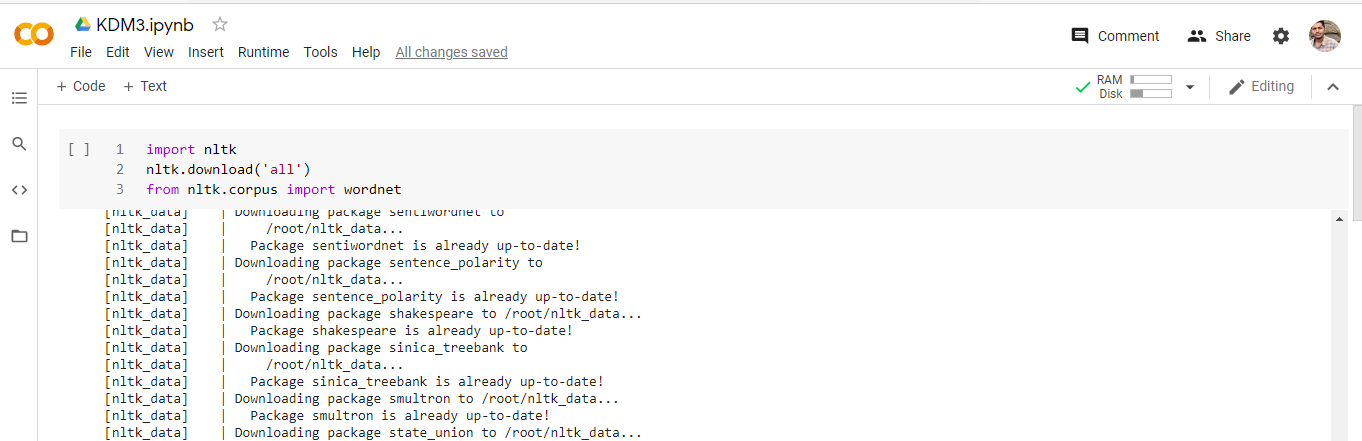 KDM3.ipynb
File Edit View Insert Runtime Tools Help All changes saved
Comment Share
+ Code + Text
RAM
Disk
Editing
[ ] 1 import nltk
2 nltk.download('all')
3 from nltk.corpus import wordnet
[nltk_data]    | Downloading package sentiwordnet to
[nltk_data]    |     /root/nltk_data...
[nltk_data]    |   Package sentiwordnet is already up-to-date!
[nltk_data]    | Downloading package sentence_polarity to
[nltk_data]    |     /root/nltk_data...
[nltk_data]    |   Package sentence_polarity is already up-to-date!
[nltk_data]    | Downloading package shakespeare to /root/nltk_data...
[nltk_data]    |   Package shakespeare is already up-to-date!
[nltk_data]    | Downloading package sinica_treebank to
[nltk_data]    |     /root/nltk_data...
[nltk_data]    |   Package sinica_treebank is already up-to-date!
[nltk_data]    | Downloading package smultron to /root/nltk_data...
[nltk_data]    |   Package smultron is already up-to-date!
[nltk_data]    | Downloading package state_union to /root/nltk_data...